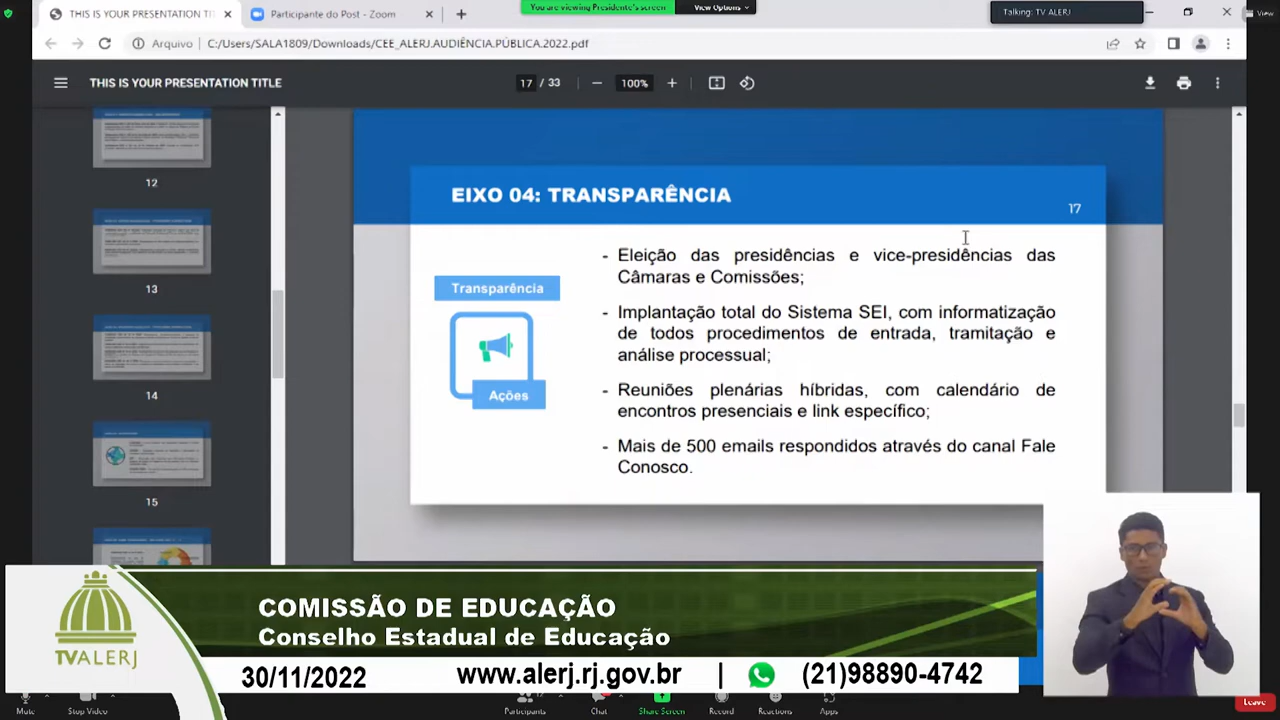 THIS IS YOUR PRESENTATION TIT
Participante do Post - Zoom
You are viewing Presidente's screen
View Options
Talking: TV ALERJ
View
Arquivo
C:/Users/SALA1809/Downloads/CEE_ALERJ.AUDIÊNCIA.PÚBLICA.2022.pdf
THIS IS YOUR PRESENTATION TITLE
17 / 33
100%
12
13
14
15
EIXO 04: TRANSPARÊNCIA
17
Transparência
Ações
- Eleição das presidências e vice-presidências das
Câmaras e Comissões;
- Implantação total do Sistema SEI, com informatização
de todos procedimentos de entrada, tramitação e
análise processual;
- Reuniões plenárias híbridas, com calendário de
encontros presenciais e link específico;
- Mais de 500 emails respondidos através do canal Fale
Conosco.
TVALERJ
COMISSÃO DE EDUCAÇÃO
Conselho Estadual de Educação
30/11/2022
www.alerj.rj.gov.br | (21)98890-4742
Mute
Stop Video
Participants
Chat
Share Screen
Record
Reactions
Apps
Leave